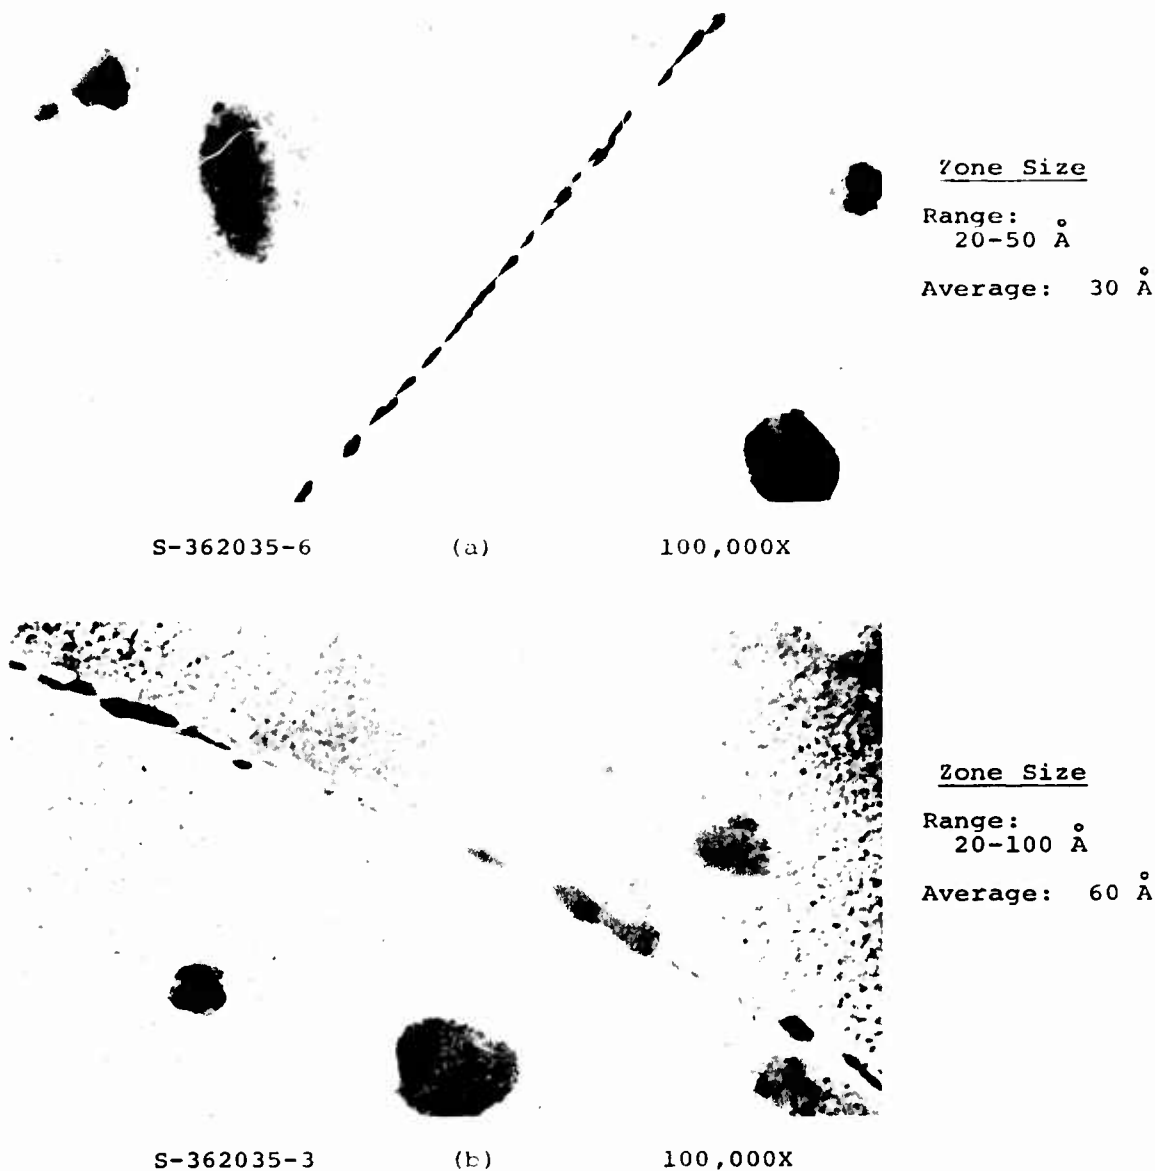 Zone Size
Range:
20-50 Å
Average: 30 Å
S-362035-6 (a) 100,000X
Zone Size
Range:
20-100 Å
Average: 60 Å
S-362035-3 (b) 100,000X